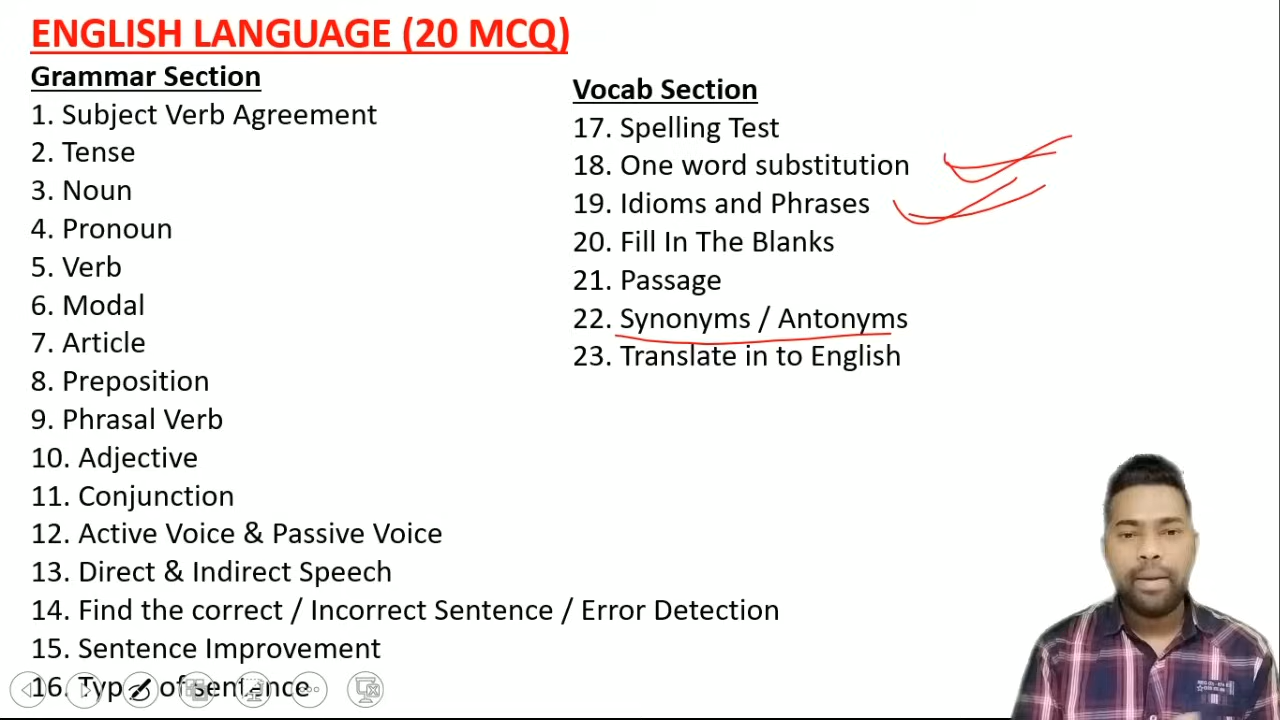 ENGLISH LANGUAGE (20 MCQ)
Grammar Section
1. Subject Verb Agreement
2. Tense
3. Noun
4. Pronoun
5. Verb
6. Modal
7. Article
8. Preposition
9. Phrasal Verb
10. Adjective
11. Conjunction
12. Active Voice & Passive Voice
13. Direct & Indirect Speech
14. Find the correct / Incorrect Sentence / Error Detection
15. Sentence Improvement
16. Type of sentence
Vocab Section
17. Spelling Test
18. One word substitution
19. Idioms and Phrases
20. Fill In The Blanks
21. Passage
22. Synonyms / Antonyms
23. Translate in to English